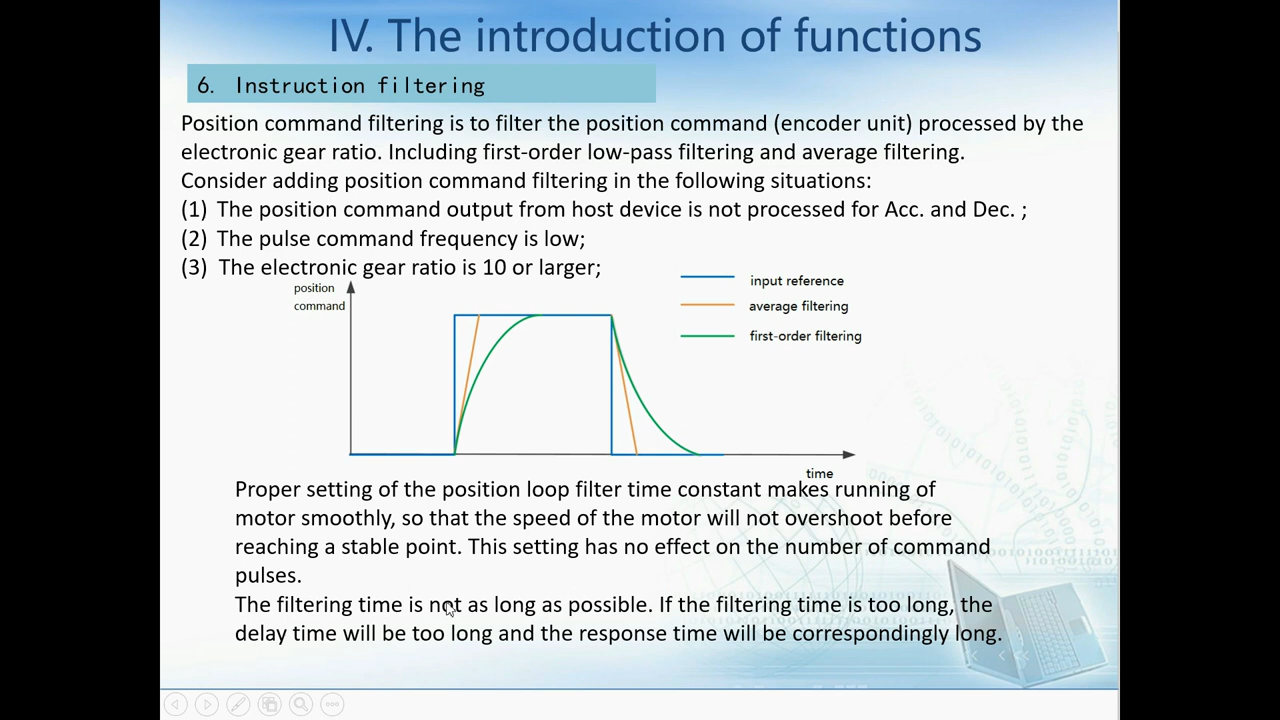 IV. The introduction of functions
6. Instruction filtering
Position command filtering is to filter the position command (encoder unit) processed by the
electronic gear ratio. Including first-order low-pass filtering and average filtering.
Consider adding position command filtering in the following situations:
(1) The position command output from host device is not processed for Acc. and Dec. ;
(2) The pulse command frequency is low;
(3) The electronic gear ratio is 10 or larger;
position
command
input reference
average filtering
first-order filtering
time
Proper setting of the position loop filter time constant makes running of
motor smoothly, so that the speed of the motor will not overshoot before
reaching a stable point. This setting has no effect on the number of command
pulses.
The filtering time is not as long as possible. If the filtering time is too long, the
delay time will be too long and the response time will be correspondingly long.